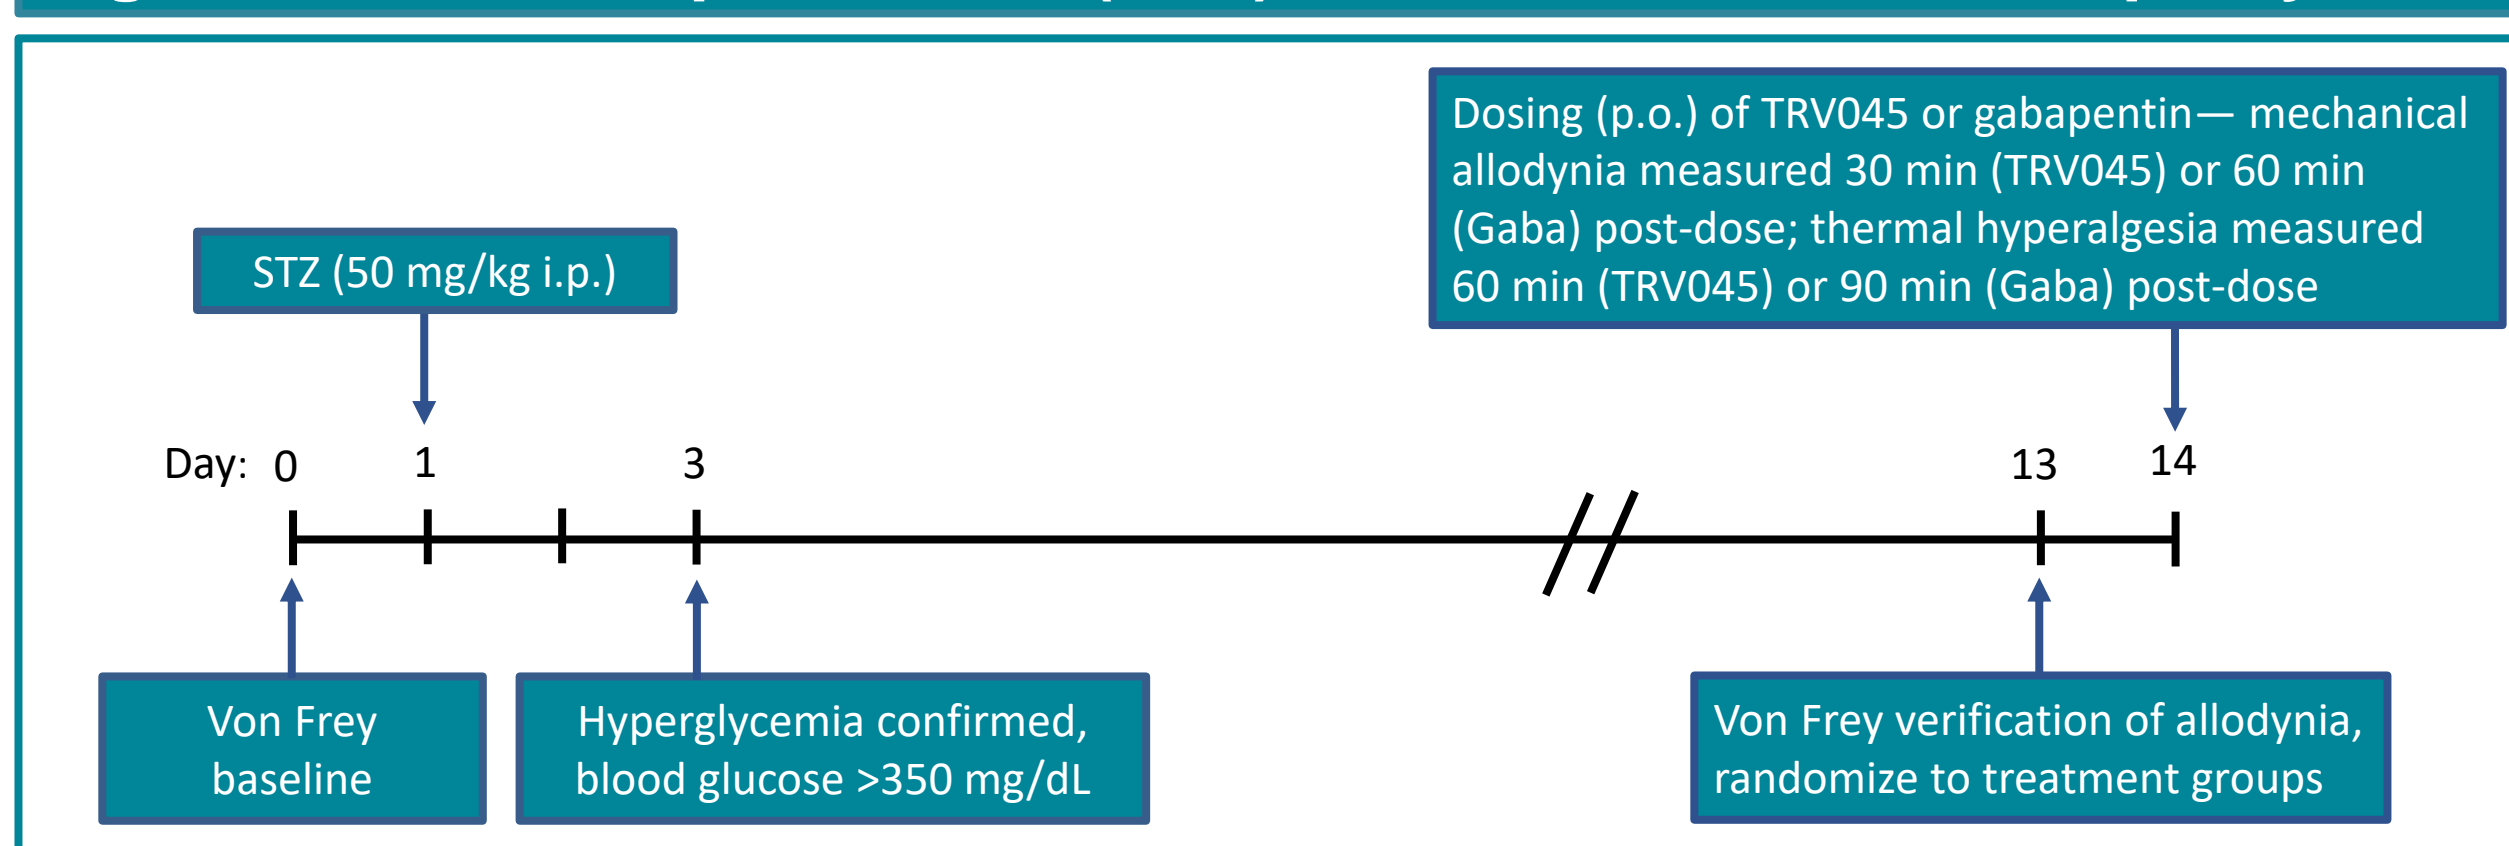 Dosing (p.o.) of TRV045 or gabapentin— mechanical
allodynia measured 30 min (TRV045) or 60 min
(Gaba) post-dose; thermal hyperalgesia measured
60 min (TRV045) or 90 min (Gaba) post-dose
STZ (50 mg/kg i.p.)
Day: 0 1 3 13 14
Von Frey
baseline
Hyperglycemia confirmed,
blood glucose >350 mg/dL
Von Frey verification of allodynia,
randomize to treatment groups